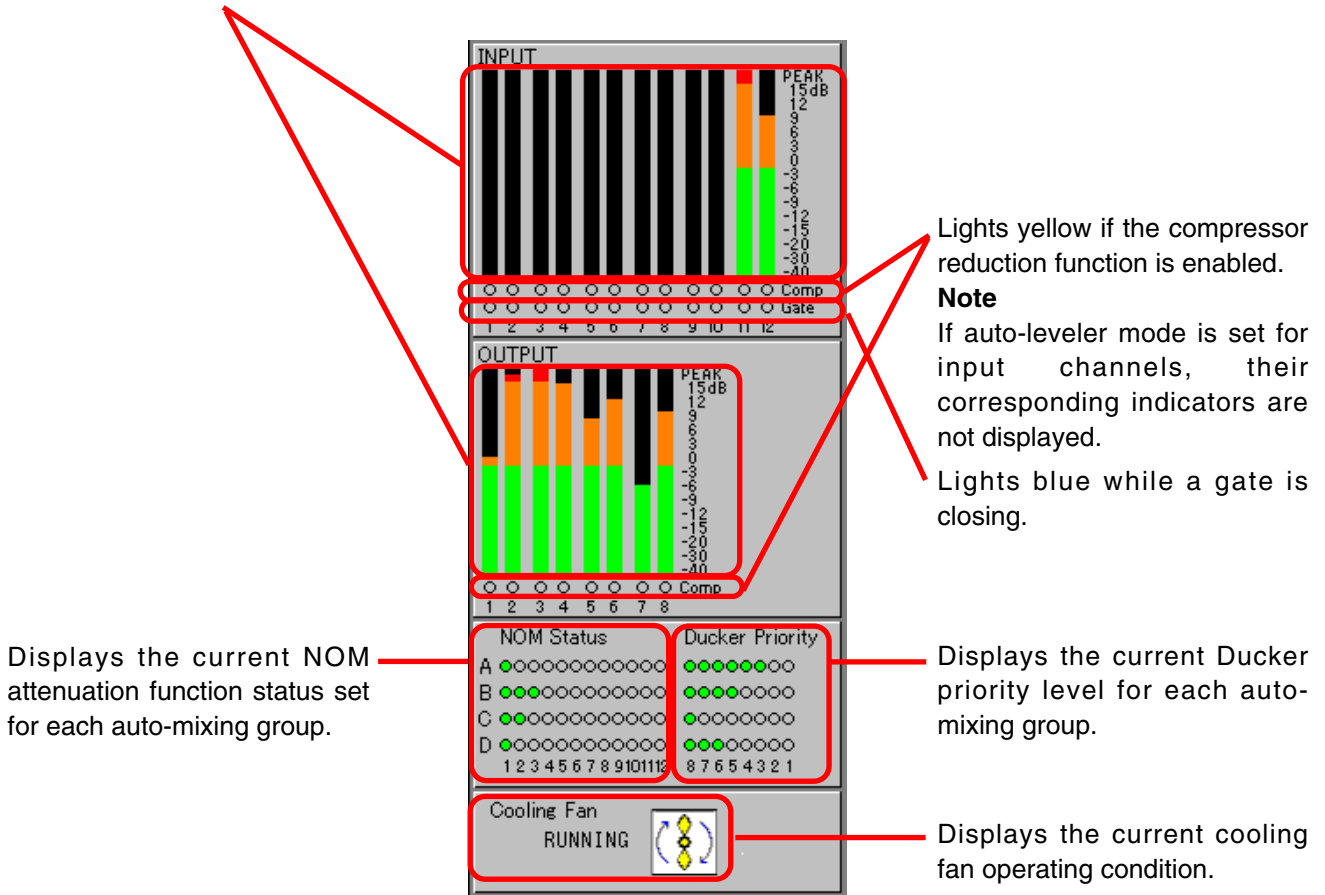 INPUT
PEAK
15dB
12
9
6
3
0
-3
-6
-9
-12
-15
-20
-30
-40
Comp
Gate
1 2 3 4 5 6 7 8 9 10 11 12
OUTPUT
PEAK
15dB
12
9
6
3
0
-3
-6
-9
-12
-15
-20
-30
-40
Comp
1 2 3 4 5 6 7 8
NOM Status
A
B
C
D
1 2 3 4 5 6 7 8 9 10 11 12
Ducker Priority
8 7 6 5 4 3 2 1
Cooling Fan
RUNNING
Lights yellow if the compressor
reduction function is enabled.
Note
If auto-leveler mode is set for
input channels, their
corresponding indicators are
not displayed.
Lights blue while a gate is
closing.
Displays the current NOM
attenuation function status set
for each auto-mixing group.
Displays the current Ducker
priority level for each auto-
mixing group.
Displays the current cooling
fan operating condition.